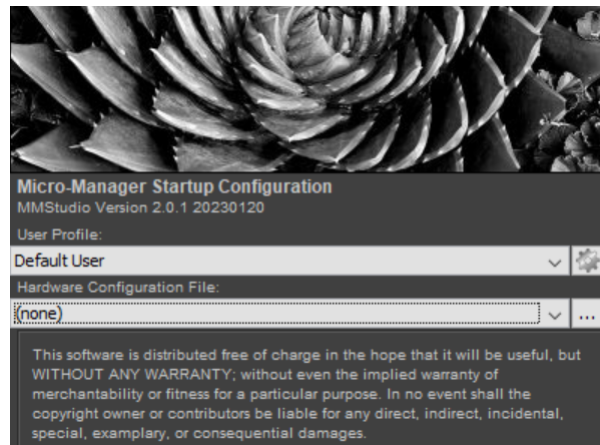 Micro-Manager Startup Configuration
MMStudio Version 2.0.1 20230120
User Profile:
Default User
Hardware Configuration File:
(none)
...
This software is distributed free of charge in the hope that it will be useful, but
WITHOUT ANY WARRANTY; without even the implied warranty of
merchantability or fitness for a particular purpose. In no event shall the
copyright owner or contributors be liable for any direct, indirect, incidental,
special, examplary, or consequential damages.